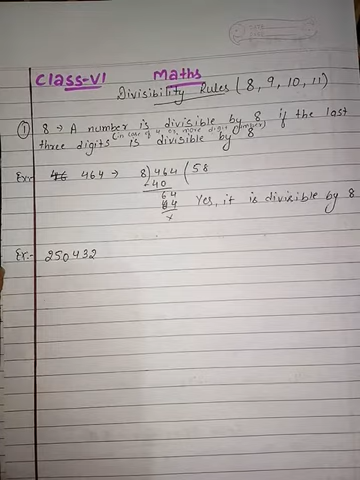 Class-VI Maths
Divisibility Rules (8, 9, 10, 11)
① 8 → A number is divisible by 8 if the last
(in case of 4 or more digit number)
three digits is divisible by 8
Ex:- 464 → 8) 464 ( 58
-40
64
64
x
Yes, it is divisible by 8
Ex:- 250432